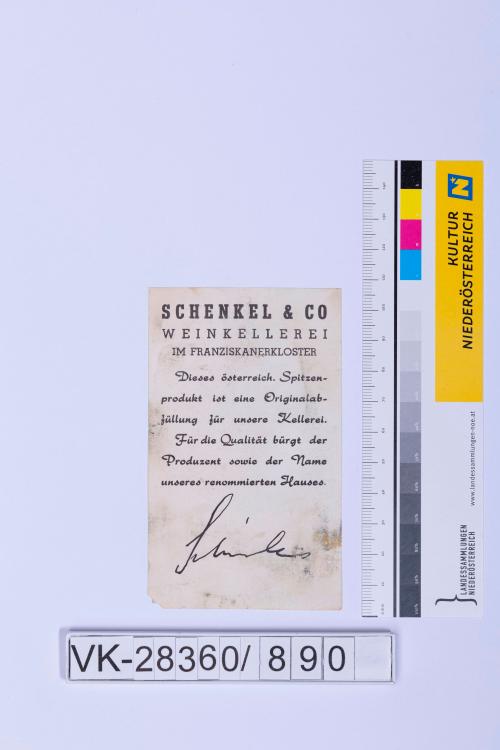 SCHENKEL & CO
WEINKELLEREI
IM FRANZISKANERKLOSTER
Dieses österreich. Spitzen-
produkt ist eine Originalab-
füllung für unsere Kellerei.
Für die Qualität bürgt der
Produzent sowie der Name
unseres renommierten Hauses.
VK-28360/890
KULTUR
NIEDERÖSTERREICH
N
www.landessammlungen-noe.at
LANDESSAMMLUNGEN
NIEDERÖSTERREICH